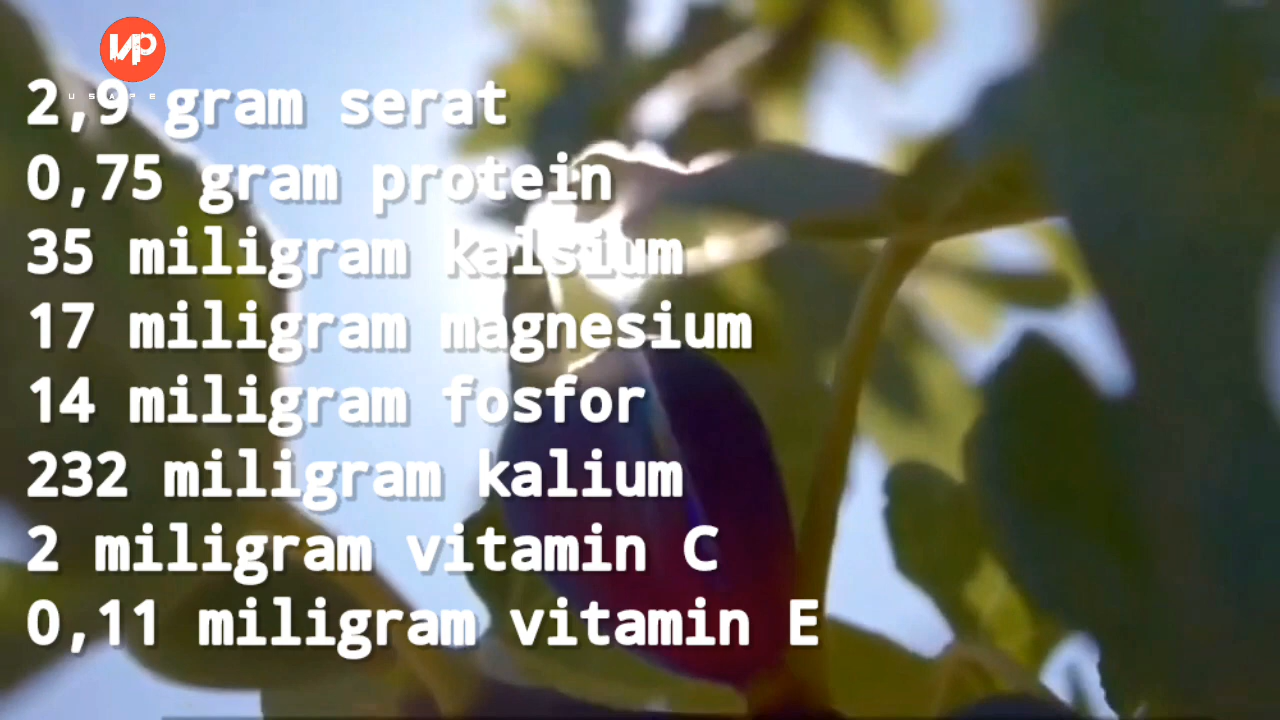 2,9 gram serat
0,75 gram protein
35 miligram kalsium
17 miligram magnesium
14 miligram fosfor
232 miligram kalium
2 miligram vitamin C
0,11 miligram vitamin E